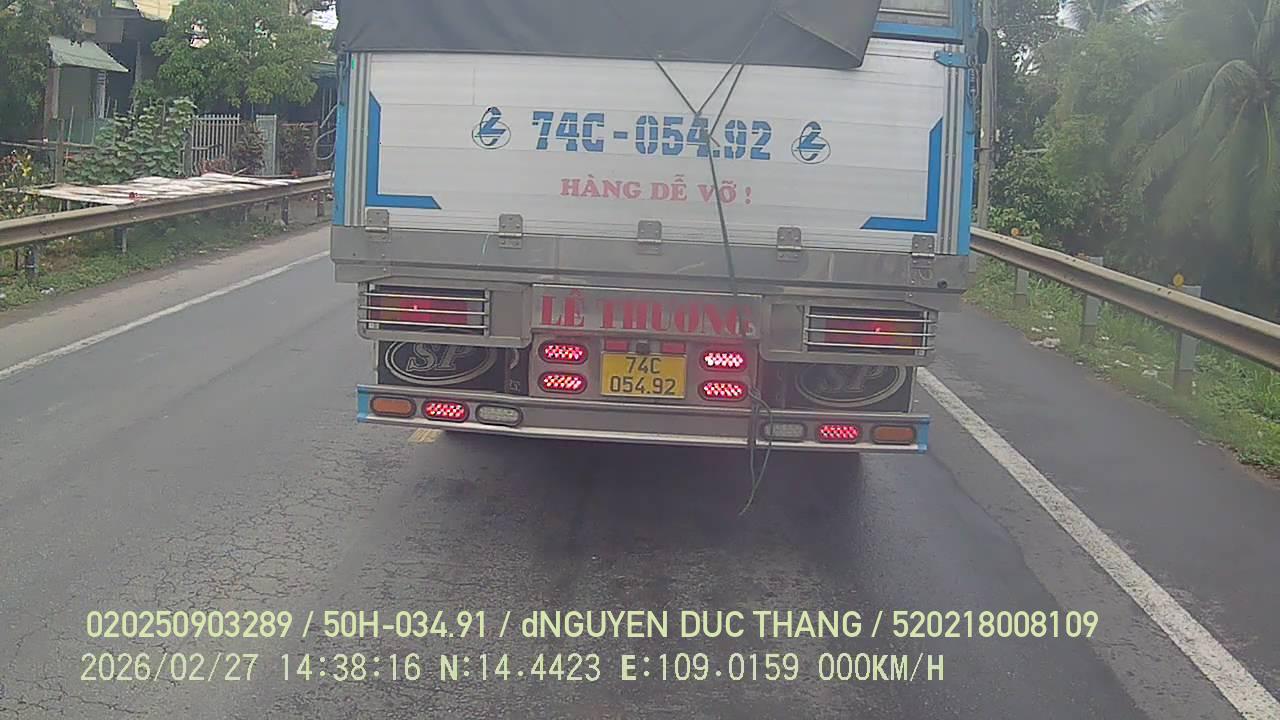 74C-054.92
HÀNG DỄ VỠ !
LÊ THƯƠNG
SP
SP
74C
054.92
020250903289 / 50H-034.91 / dNGUYEN DUC THANG / 520218008109
2026/02/27 14:38:16 N:14.4423 E:109.0159 000KM/H